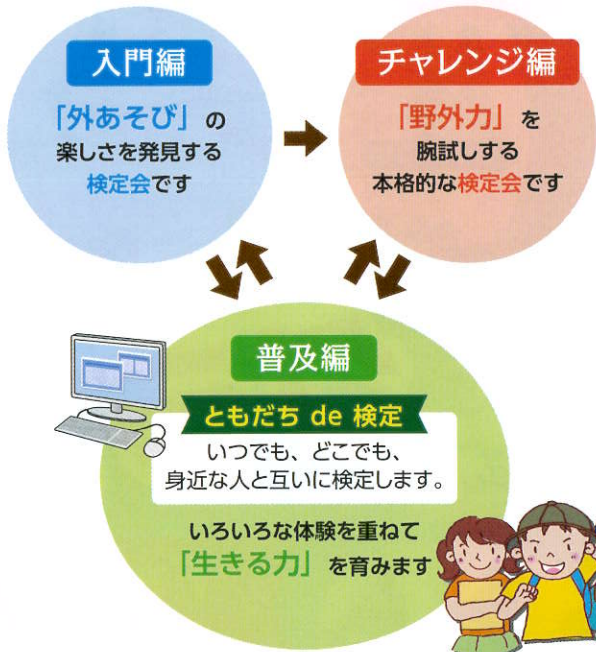 入門編
「外あそび」の
楽しさを発見する
検定会です
チャレンジ編
「野外力」を
腕試しする
本格的な検定会です
普及編
ともだち de 検定
いつでも、どこでも、
身近な人と互いに検定します。
いろいろな体験を重ねて
「生きる力」を育みます